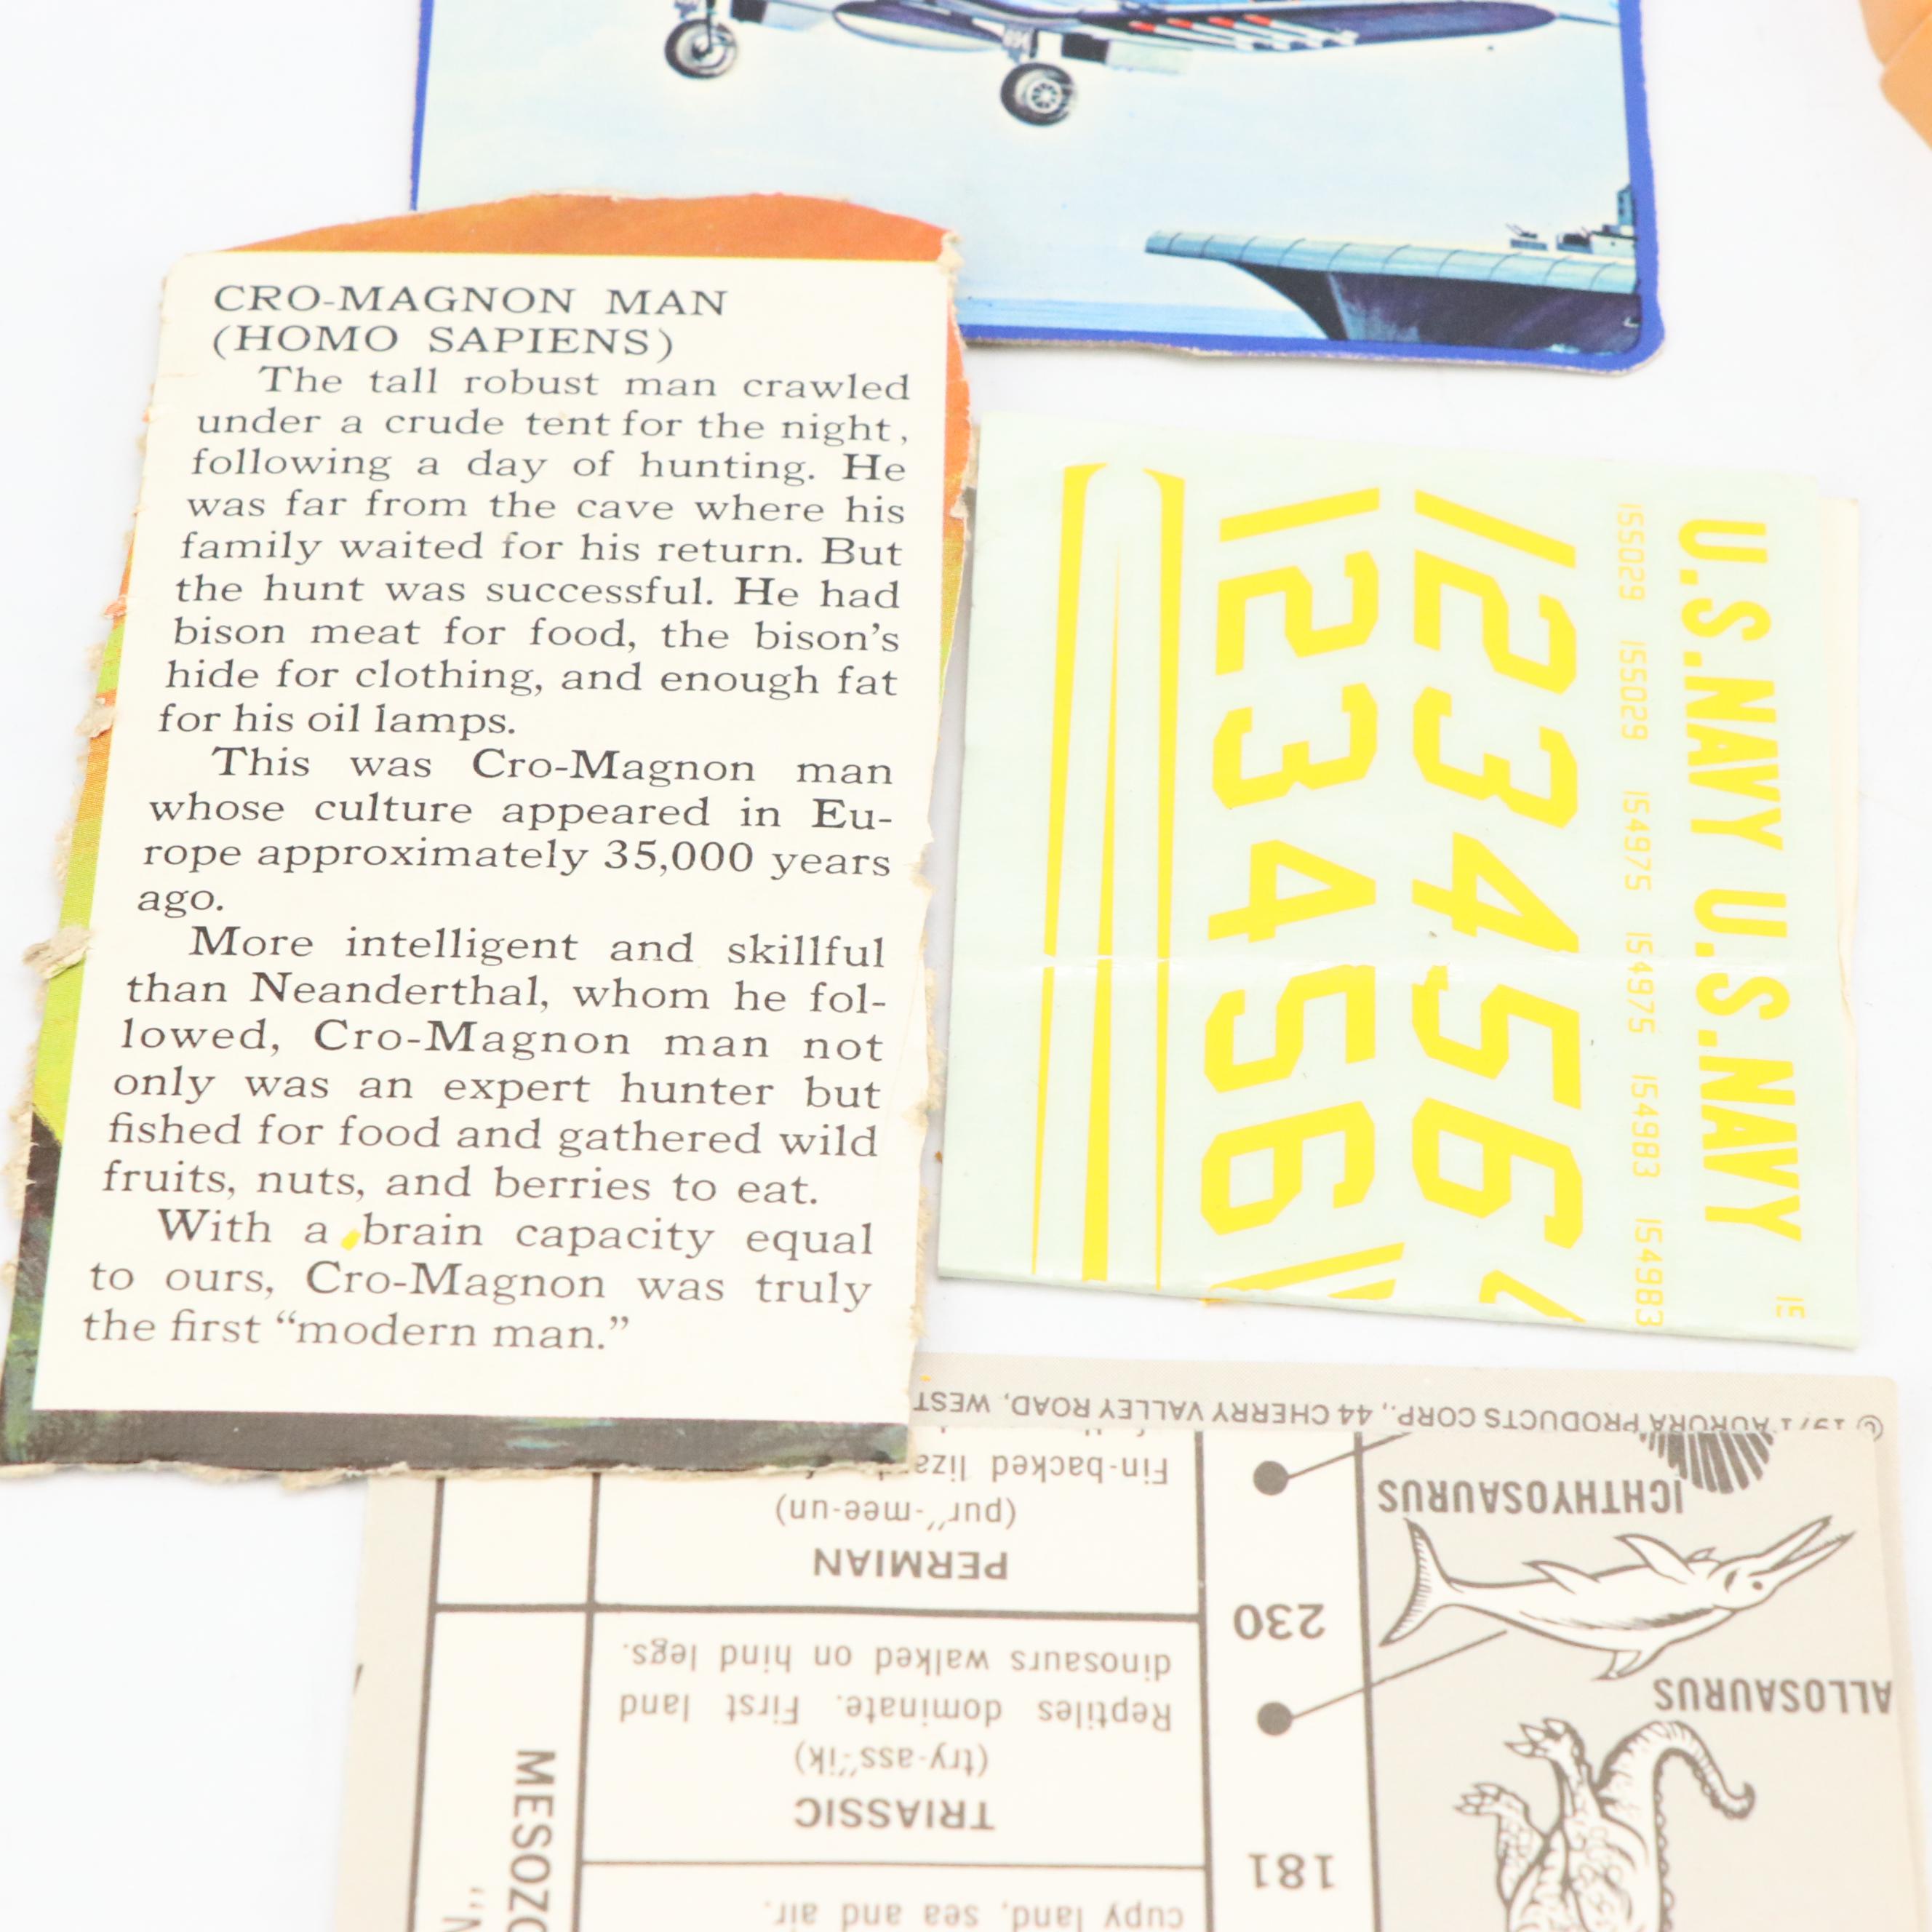 CRO-MAGNON MAN
(HOMO SAPIENS)
The tall robust man crawled
under a crude tent for the night,
following a day of hunting. He
was far from the cave where his
family waited for his return. But
the hunt was successful. He had
bison meat for food, the bison's
hide for clothing, and enough fat
for his oil lamps.
This was Cro-Magnon man
whose culture appeared in Eu-
rope approximately 35,000 years
ago.
More intelligent and skillful
than Neanderthal, whom he fol-
lowed, Cro-Magnon man not
only was an expert hunter but
fished for food and gathered wild
fruits, nuts, and berries to eat.
With a brain capacity equal
to ours, Cro-Magnon was truly
the first “modern man.”
U.S.NAVY U.S.NAVY
155029 155029 154975 154975 154983 154983
123456
123456
cupy land, sea and air.
181
TRIASSIC
(try-ass"-ik)
Reptiles dominate. First land
dinosaurs walked on hind legs.
230
PERMIAN
(pur"-mee-un)
Fin-backed
ALLOSAURUS
ICHTHYOSAURUS
© 1971 AURORA PRODUCTS CORP., 44 CHERRY VALLEY ROAD, WEST